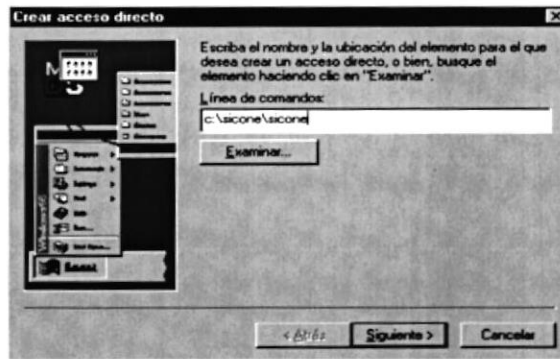 Crear acceso directo
Escriba el nombre y la ubicación del elemento para el que
desea crear un acceso directo, o bien, busque el
elemento haciendo clic en "Examinar".
Línea de comandos:
c:\sicone\sicone
Examinar...
< Atrás
Siguiente >
Cancelar